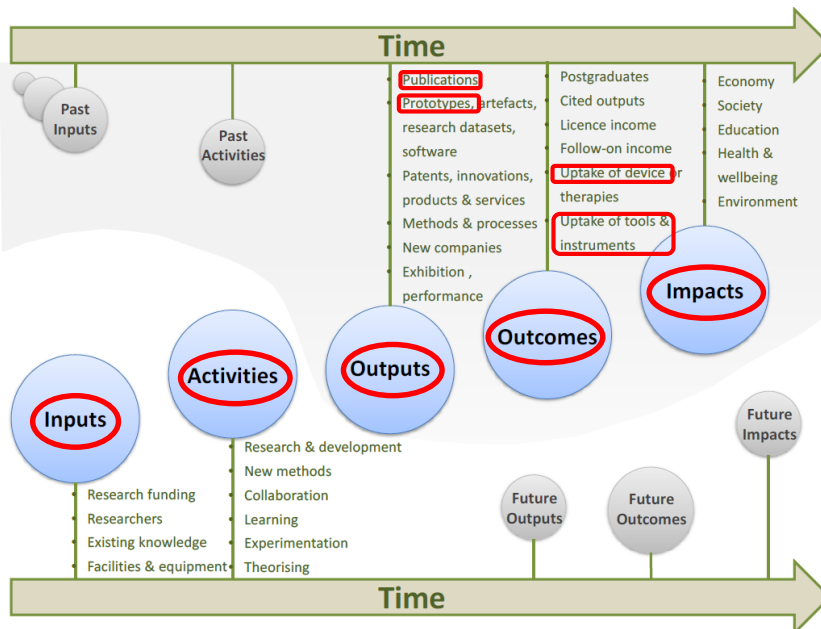 Time
Past
Inputs
Past
Activities
• Publications
• Prototypes, artefacts,
research datasets,
software
• Patents, innovations,
products & services
• Methods & processes
• New companies
• Exhibition ,
performance
• Postgraduates
• Cited outputs
• Licence income
• Follow-on income
• Uptake of device or
therapies
• Uptake of tools &
instruments
• Economy
• Society
• Education
• Health &
wellbeing
• Environment
Inputs
Activities
Outputs
Outcomes
Impacts
• Research funding
• Researchers
• Existing knowledge
• Facilities & equipment
• Research & development
• New methods
• Collaboration
• Learning
• Experimentation
• Theorising
Future
Outputs
Future
Outcomes
Future
Impacts
Time